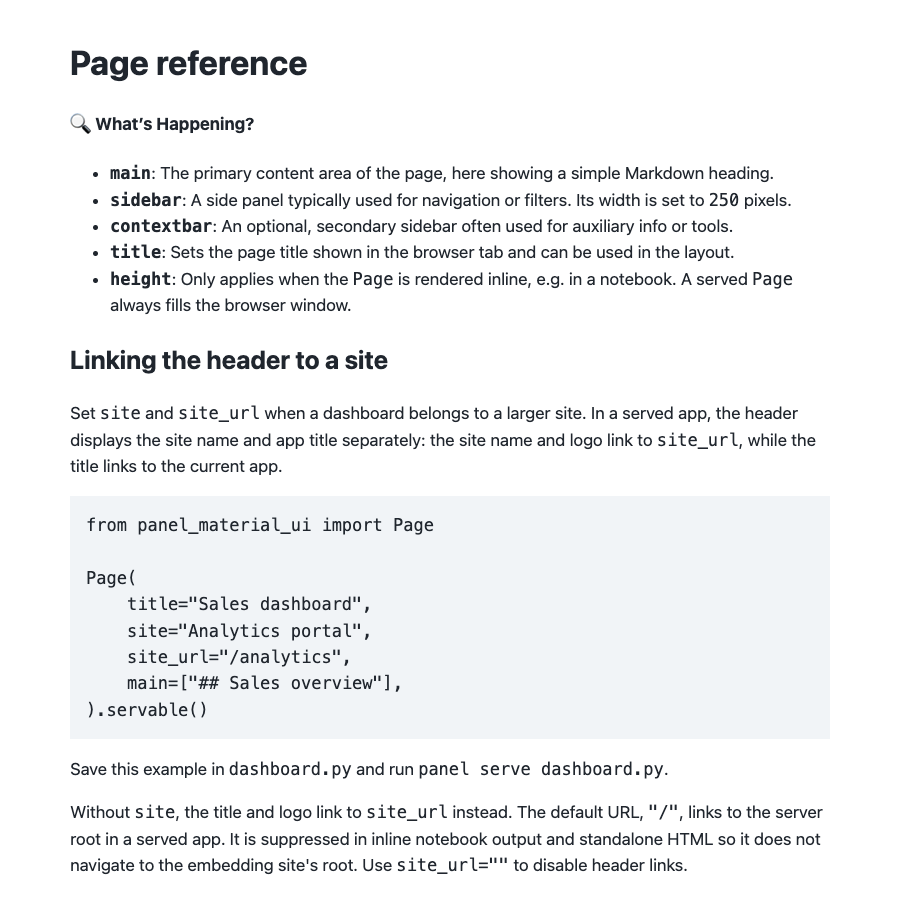 Page reference
🔍 What's Happening?
• main: The primary content area of the page, here showing a simple Markdown heading.
• sidebar: A side panel typically used for navigation or filters. Its width is set to 250 pixels.
• contextbar: An optional, secondary sidebar often used for auxiliary info or tools.
• title: Sets the page title shown in the browser tab and can be used in the layout.
• height: Only applies when the Page is rendered inline, e.g. in a notebook. A served Page
always fills the browser window.
Linking the header to a site
Set site and site_url when a dashboard belongs to a larger site. In a served app, the header
displays the site name and app title separately: the site name and logo link to site_url, while the
title links to the current app.
from panel_material_ui import Page

Page(
    title="Sales dashboard",
    site="Analytics portal",
    site_url="/analytics",
    main=["## Sales overview"],
).servable()
Save this example in dashboard.py and run panel serve dashboard.py.
Without site, the title and logo link to site_url instead. The default URL, "/", links to the server
root in a served app. It is suppressed in inline notebook output and standalone HTML so it does not
navigate to the embedding site's root. Use site_url="" to disable header links.